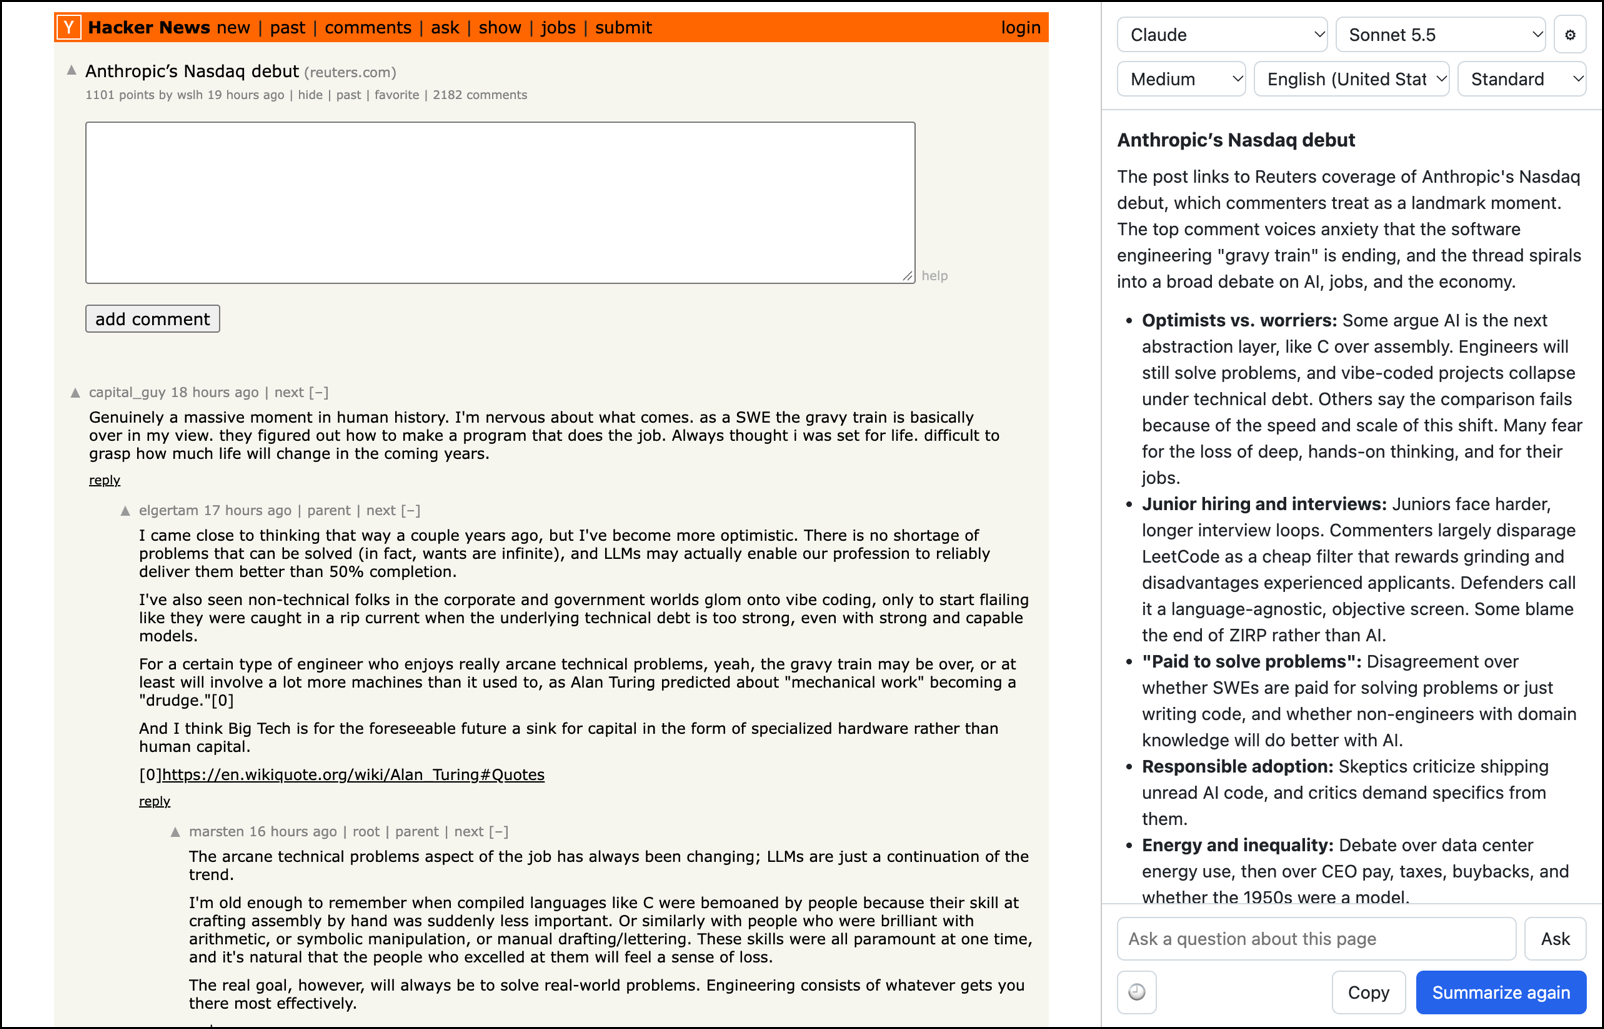 Y Hacker News new | past | comments | ask | show | jobs | submit login
▲ Anthropic’s Nasdaq debut (reuters.com)
1101 points by wslh 19 hours ago | hide | past | favorite | 2182 comments
help
add comment
▲ capital_guy 18 hours ago | next [–]
Genuinely a massive moment in human history. I'm nervous about what comes. as a SWE the gravy train is basically
over in my view. they figured out how to make a program that does the job. Always thought i was set for life. difficult to
grasp how much life will change in the coming years.
reply
▲ elgertam 17 hours ago | parent | next [–]
I came close to thinking that way a couple years ago, but I've become more optimistic. There is no shortage of
problems that can be solved (in fact, wants are infinite), and LLMs may actually enable our profession to reliably
deliver them better than 50% completion.
I've also seen non-technical folks in the corporate and government worlds glom onto vibe coding, only to start flailing
like they were caught in a rip current when the underlying technical debt is too strong, even with strong and capable
models.
For a certain type of engineer who enjoys really arcane technical problems, yeah, the gravy train may be over, or at
least will involve a lot more machines than it used to, as Alan Turing predicted about "mechanical work" becoming a
"drudge."[0]
And I think Big Tech is for the foreseeable future a sink for capital in the form of specialized hardware rather than
human capital.
[0]https://en.wikiquote.org/wiki/Alan_Turing#Quotes
reply
▲ marsten 16 hours ago | root | parent | next [–]
The arcane technical problems aspect of the job has always been changing; LLMs are just a continuation of the
trend.
I'm old enough to remember when compiled languages like C were bemoaned by people because their skill at
crafting assembly by hand was suddenly less important. Or similarly with people who were brilliant with
arithmetic, or symbolic manipulation, or manual drafting/lettering. These skills were all paramount at one time,
and it's natural that the people who excelled at them will feel a sense of loss.
The real goal, however, will always be to solve real-world problems. Engineering consists of whatever gets you
there most effectively.
Claude Sonnet 5.5
Medium English (United Stat Standard
Anthropic’s Nasdaq debut
The post links to Reuters coverage of Anthropic's Nasdaq
debut, which commenters treat as a landmark moment.
The top comment voices anxiety that the software
engineering "gravy train" is ending, and the thread spirals
into a broad debate on AI, jobs, and the economy.
• Optimists vs. worriers: Some argue AI is the next
abstraction layer, like C over assembly. Engineers will
still solve problems, and vibe-coded projects collapse
under technical debt. Others say the comparison fails
because of the speed and scale of this shift. Many fear
for the loss of deep, hands-on thinking, and for their
jobs.
• Junior hiring and interviews: Juniors face harder,
longer interview loops. Commenters largely disparage
LeetCode as a cheap filter that rewards grinding and
disadvantages experienced applicants. Defenders call
it a language-agnostic, objective screen. Some blame
the end of ZIRP rather than AI.
• "Paid to solve problems": Disagreement over
whether SWEs are paid for solving problems or just
writing code, and whether non-engineers with domain
knowledge will do better with AI.
• Responsible adoption: Skeptics criticize shipping
unread AI code, and critics demand specifics from
them.
• Energy and inequality: Debate over data center
energy use, then over CEO pay, taxes, buybacks, and
whether the 1950s were a model.
Ask a question about this page Ask
Copy Summarize again